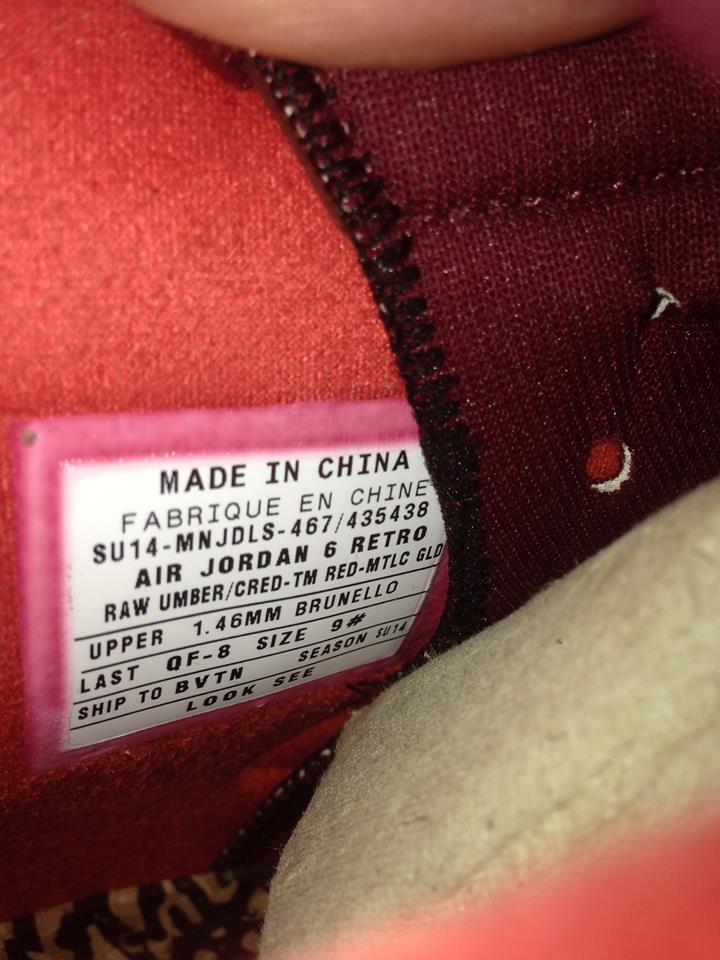 MADE IN CHINA
FABRIQUE EN CHINE
SU14-MNJDLS-467/435438
AIR JORDAN 6 RETRO
RAW UMBER/CRED-TM RED-MTLC GLD
UPPER 1.46MM BRUNELLO
LAST QF-8 SIZE 9#
SHIP TO BVTN SEASON SU14
LOOK SEE